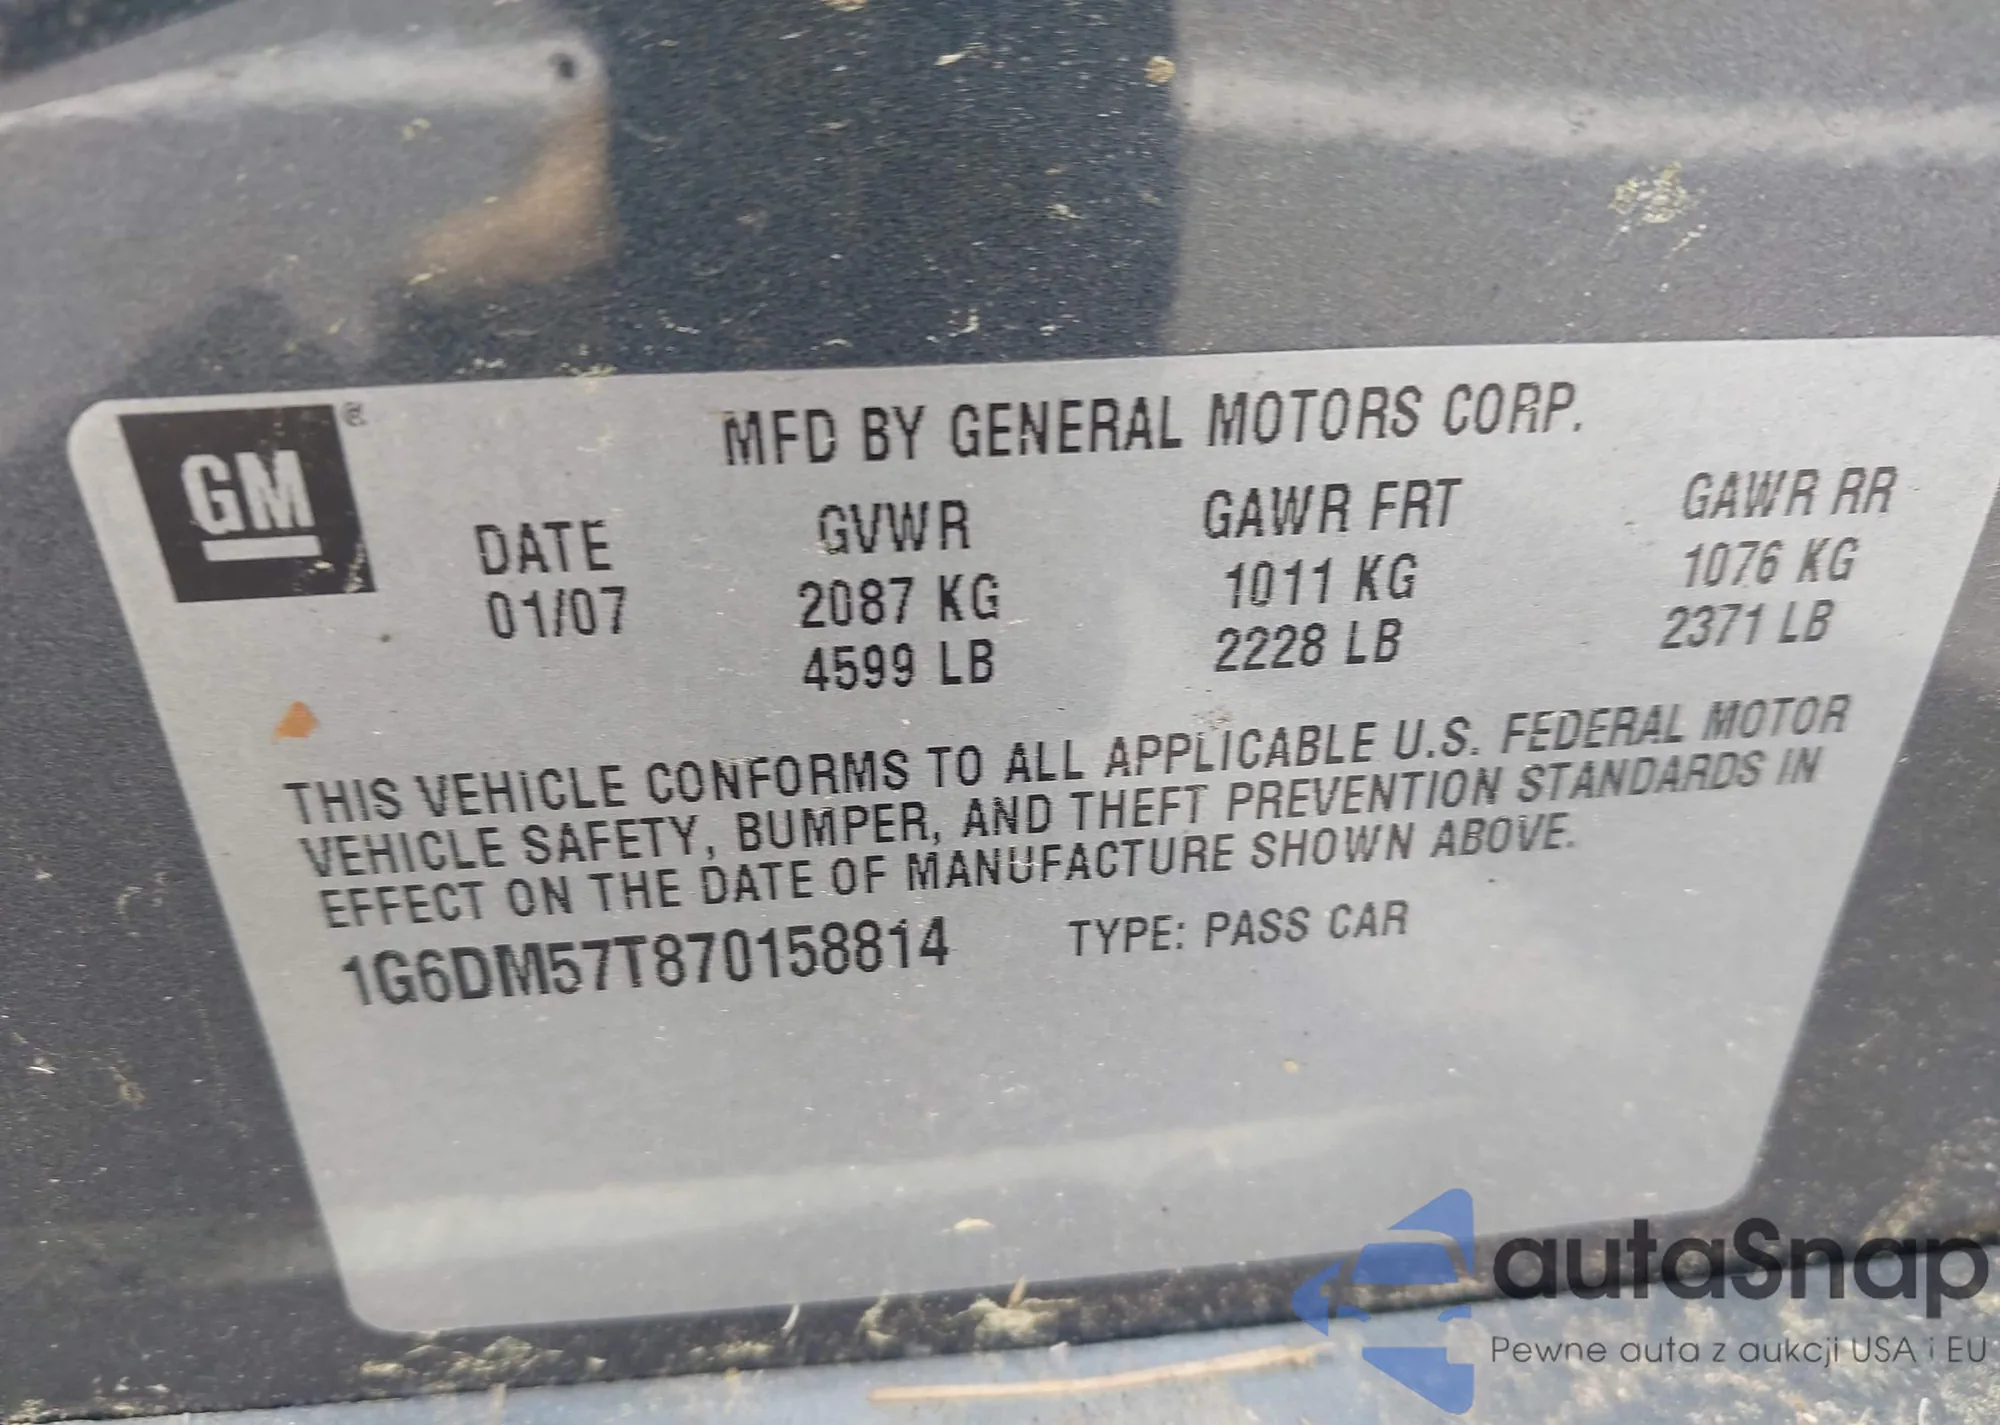 GM ®
MFD BY GENERAL MOTORS CORP.
DATE GVWR GAWR FRT GAWR RR
01/07 2087 KG 1011 KG 1076 KG
4599 LB 2228 LB 2371 LB
THIS VEHICLE CONFORMS TO ALL APPLICABLE U.S. FEDERAL MOTOR
VEHICLE SAFETY, BUMPER, AND THEFT PREVENTION STANDARDS IN
EFFECT ON THE DATE OF MANUFACTURE SHOWN ABOVE.
1G6DM57T870158814 TYPE: PASS CAR
autaSnap
Pewne auta z aukcji USA i EU